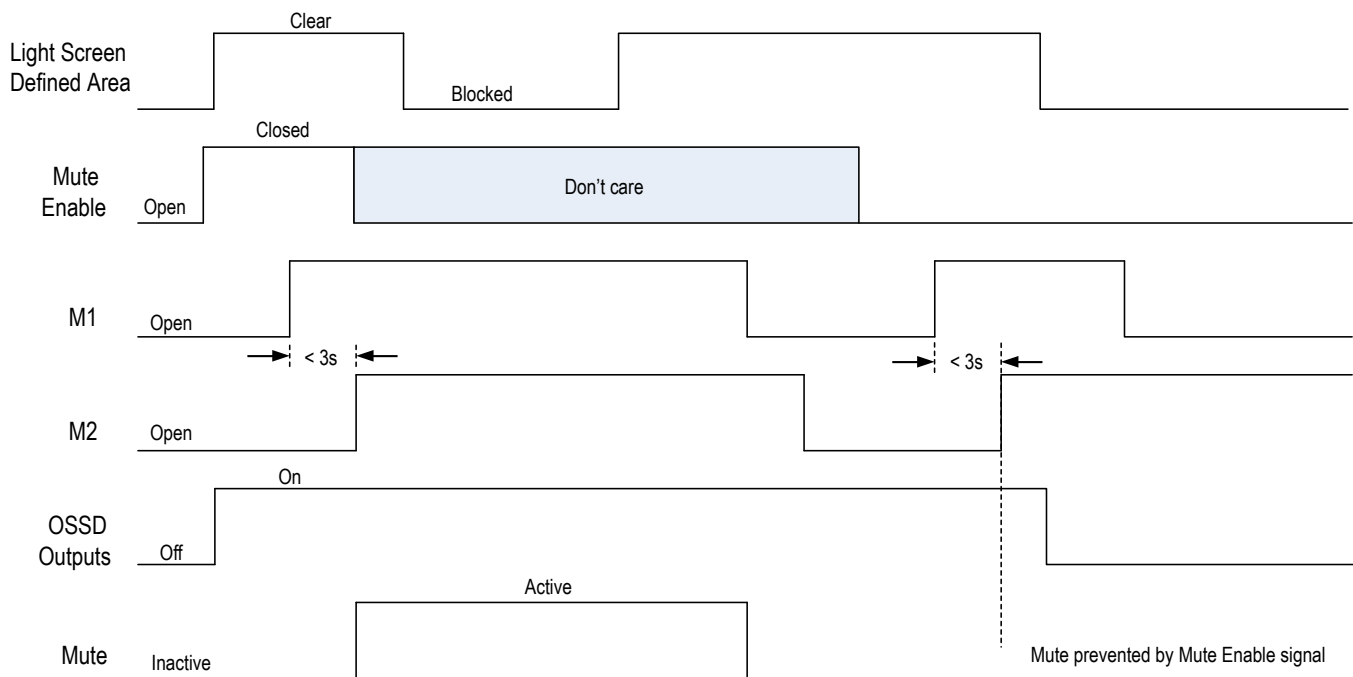 Clear
Light Screen
Defined Area
Blocked
Closed
Mute
Enable
Open
Don't care
M1
Open
< 3s
< 3s
M2
Open
On
OSSD
Outputs
Off
Active
Mute
Inactive
Mute prevented by Mute Enable signal